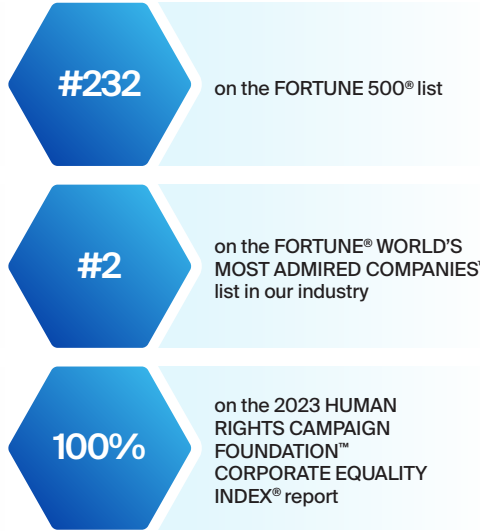 #232
on the FORTUNE 500® list
#2
on the FORTUNE® WORLD'S
MOST ADMIRED COMPANIES
list in our industry
100%
on the 2023 HUMAN
RIGHTS CAMPAIGN
FOUNDATION™
CORPORATE EQUALITY
INDEX® report